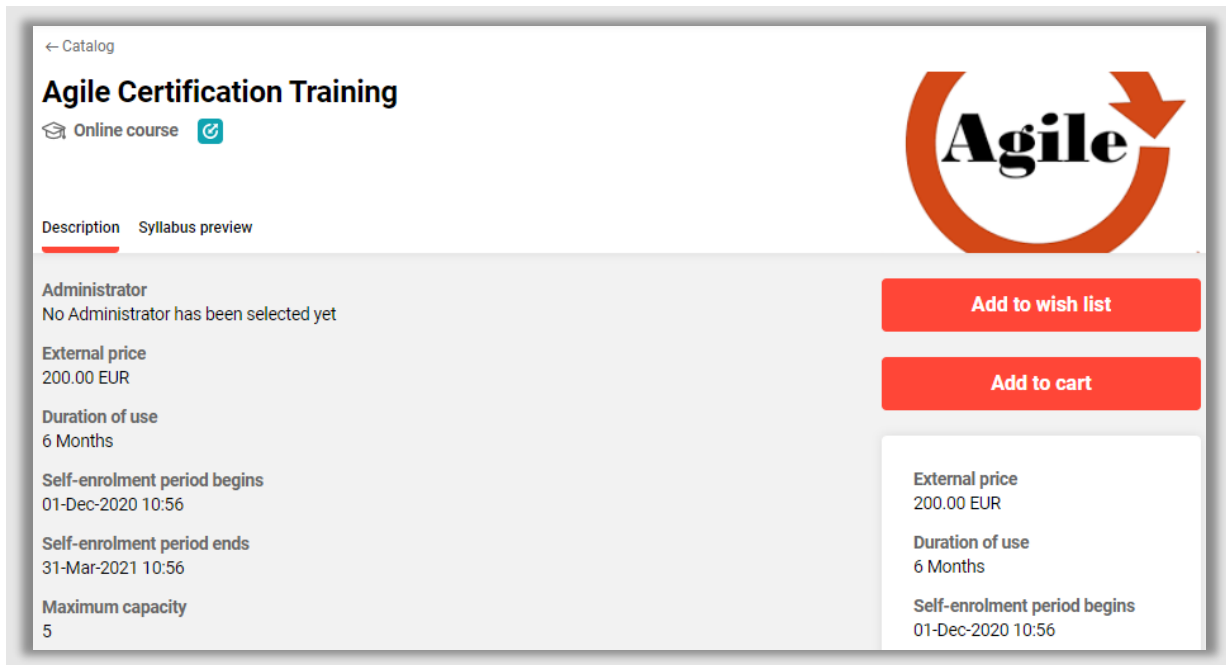 ← Catalog
Agile Certification Training
Online course
Agile
Description Syllabus preview
Administrator
No Administrator has been selected yet
External price
200.00 EUR
Duration of use
6 Months
Self-enrolment period begins
01-Dec-2020 10:56
Self-enrolment period ends
31-Mar-2021 10:56
Maximum capacity
5
Add to wish list
Add to cart
External price
200.00 EUR
Duration of use
6 Months
Self-enrolment period begins
01-Dec-2020 10:56